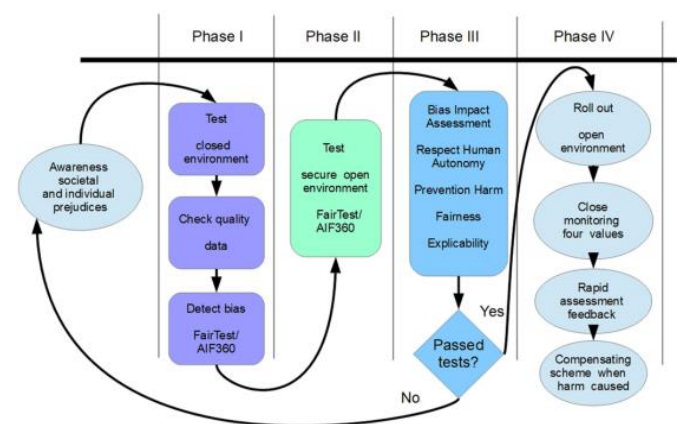 Phase I
Phase II
Phase III
Phase IV
Awareness
societal
and individual
prejudices
Test
closed
environment
Check quality
data
Detect bias
FairTest/
AIF360
Test
secure open
environment
FairTest/
AIF360
Bias Impact
Assessment
Respect Human
Autonomy
Prevention Harm
Fairness
Explicability
Passed
tests?
Yes
No
Roll out
open
environment
Close
monitoring
four values
Rapid
assessment
feedback
Compensating
scheme when
harm caused